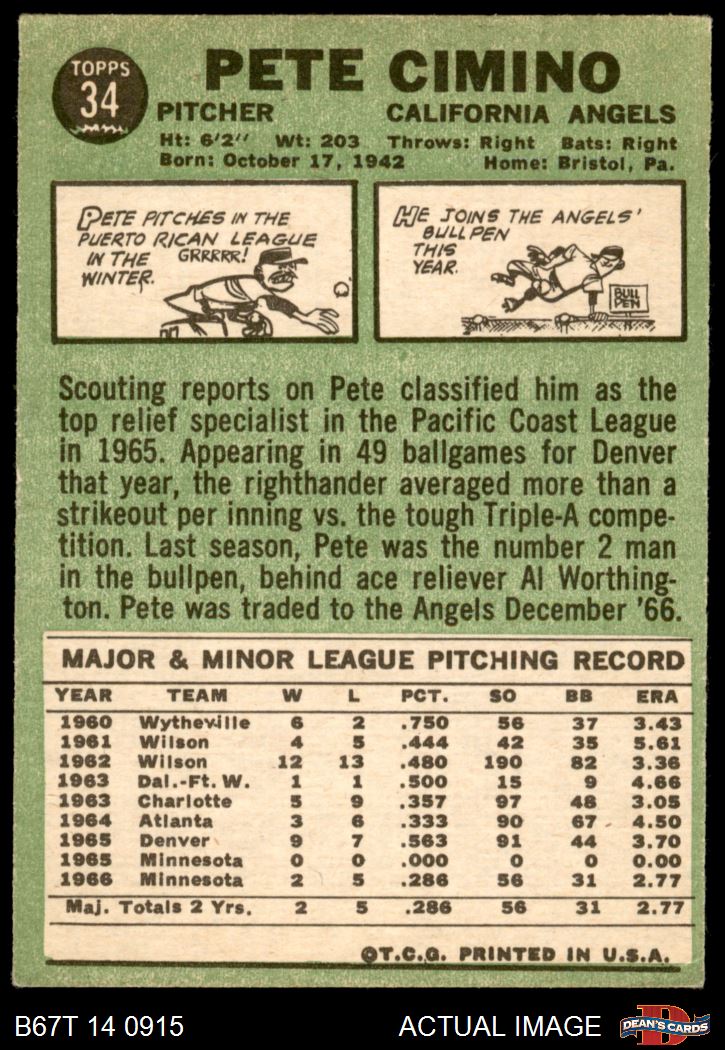 TOPPS
34
PETE CIMINO
PITCHER CALIFORNIA ANGELS
Ht: 6'2" Wt: 203 Throws: Right Bats: Right
Born: October 17, 1942 Home: Bristol, Pa.
PETE PITCHES IN THE
PUERTO RICAN LEAGUE
IN THE GRRRRR!
WINTER.
HE JOINS THE ANGELS'
BULLPEN
THIS
YEAR.
BULL
PEN
Scouting reports on Pete classified him as the
top relief specialist in the Pacific Coast League
in 1965. Appearing in 49 ballgames for Denver
that year, the righthander averaged more than a
strikeout per inning vs. the tough Triple-A compe-
tition. Last season, Pete was the number 2 man
in the bullpen, behind ace reliever Al Worthing-
ton. Pete was traded to the Angels December '66.
MAJOR & MINOR LEAGUE PITCHING RECORD
YEAR TEAM W L PCT. SO BB ERA
1960 Wytheville 6 2 .750 56 37 3.43
1961 Wilson 4 5 .444 42 35 5.61
1962 Wilson 12 13 .480 190 82 3.36
1963 Dal.-Ft. W. 1 1 .500 15 9 4.66
1963 Charlotte 5 9 .357 97 48 3.05
1964 Atlanta 3 6 .333 90 67 4.50
1965 Denver 9 7 .563 91 44 3.70
1965 Minnesota 0 0 .000 0 0 0.00
1966 Minnesota 2 5 .286 56 31 2.77
Maj. Totals 2 Yrs. 2 5 .286 56 31 2.77
©T.C.G. PRINTED IN U.S.A.
B67T 14 0915 ACTUAL IMAGE
D
DEAN'S CARDS